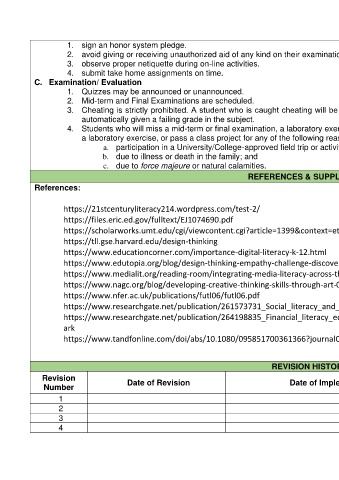 1. sign an honor system pledge.
2. avoid giving or receiving unauthorized aid of any kind on their examinatio
3. observe proper netiquette during on-line activities.
4. submit take home assignments on time.
C. Examination/ Evaluation
1. Quizzes may be announced or unannounced.
2. Mid-term and Final Examinations are scheduled.
3. Cheating is strictly prohibited. A student who is caught cheating will be
automatically given a failing grade in the subject.
4. Students who will miss a mid-term or final examination, a laboratory exer
a laboratory exercise, or pass a class project for any of the following reas
a. participation in a University/College-approved field trip or activi
b. due to illness or death in the family; and
c. due to force majeure or natural calamities.
REFERENCES & SUPPL
References:
https://21stcenturyliteracy214.wordpress.com/test-2/
https://files.eric.ed.gov/fulltext/EJ1074690.pdf
https://scholarworks.umt.edu/cgi/viewcontent.cgi?article=1399&context=et
https://tll.gse.harvard.edu/design-thinking
https://www.educationcorner.com/importance-digital-literacy-k-12.html
https://www.edutopia.org/blog/design-thinking-empathy-challenge-discove
https://www.medialit.org/reading-room/integrating-media-literacy-across-th
https://www.nagc.org/blog/developing-creative-thinking-skills-through-art-0
https://www.nfer.ac.uk/publications/futl06/futl06.pdf
https://www.researchgate.net/publication/261573731_Social_literacy_and_
https://www.researchgate.net/publication/264198835_Financial_literacy_ed
ark
https://www.tandfonline.com/doi/abs/10.1080/095851700361366?journalC
REVISION HISTOR
Revision Number Date of Revision Date of Imple
1
2
3
4